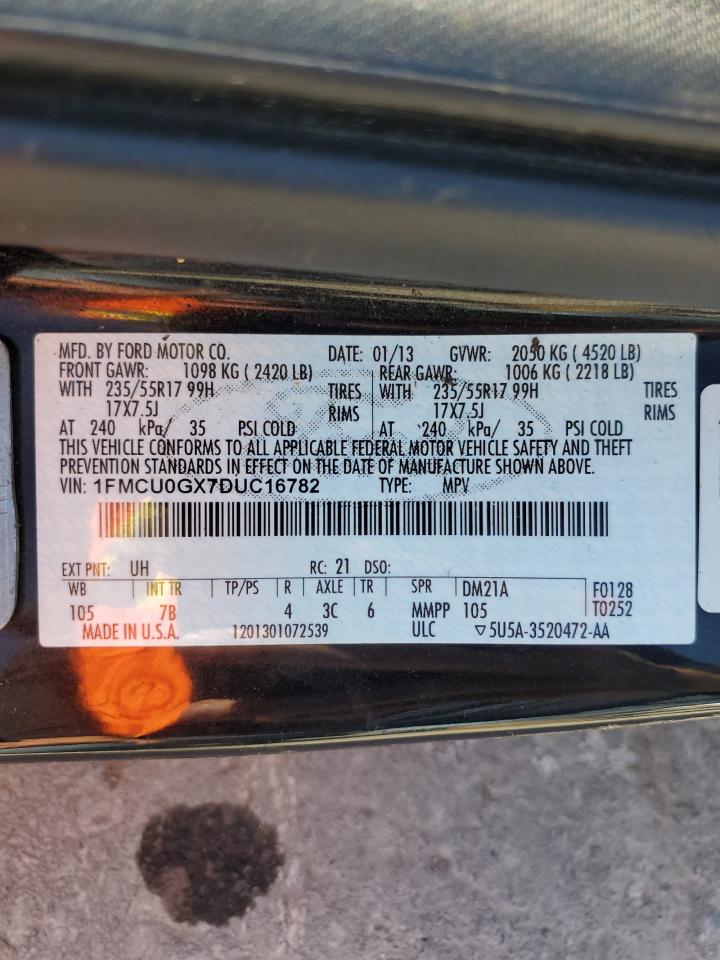 MFD. BY FORD MOTOR CO. DATE: 01/13 GVWR: 2050 KG ( 4520 LB)
FRONT GAWR: 1098 KG ( 2420 LB) REAR GAWR: 1006 KG ( 2218 LB)
WITH 235/55R17 99H TIRES WITH 235/55R17 99H TIRES
17X7.5J RIMS 17X7.5J RIMS
AT 240 kPa/ 35 PSI COLD AT 240 kPa/ 35 PSI COLD
THIS VEHICLE CONFORMS TO ALL APPLICABLE FEDERAL MOTOR VEHICLE SAFETY AND THEFT
PREVENTION STANDARDS IN EFFECT ON THE DATE OF MANUFACTURE SHOWN ABOVE.
VIN: 1FMCU0GX7DUC16782 TYPE: MPV
EXT PNT: UH RC: 21 DSO:
WB INT TR TP/PS R AXLE TR SPR DM21A F0128
105 7B 4 3C 6 MMPP 105 T0252
MADE IN U.S.A. 1201301072539 ULC ▽5U5A-3520472-AA